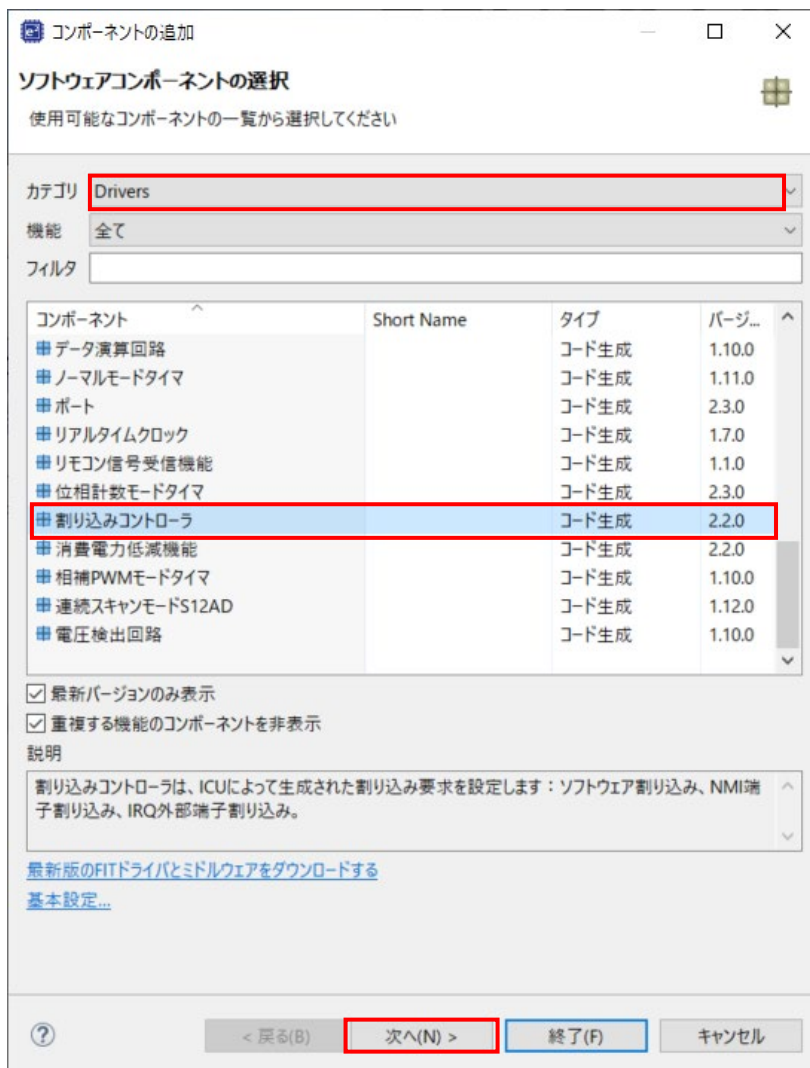 コンポーネントの追加
ソフトウェアコンポーネントの選択
使用可能なコンポーネントの一覧から選択してください
カテゴリ Drivers
機能 全て
フィルタ
コンポーネント Short Name タイプ バージ...
データ演算回路 コード生成 1.10.0
ノーマルモードタイマ コード生成 1.11.0
ポート コード生成 2.3.0
リアルタイムクロック コード生成 1.7.0
リモコン信号受信機能 コード生成 1.1.0
位相計数モードタイマ コード生成 2.3.0
割り込みコントローラ コード生成 2.2.0
消費電力低減機能 コード生成 2.2.0
相補PWMモードタイマ コード生成 1.10.0
連続スキャンモードS12AD コード生成 1.12.0
電圧検出回路 コード生成 1.10.0
最新バージョンのみ表示
重複する機能のコンポーネントを非表示
説明
割り込みコントローラは、ICUによって生成された割り込み要求を設定します：ソフトウェア割り込み、NMI端
子割り込み、IRQ外部端子割り込み。
最新版のFITドライバとミドルウェアをダウンロードする
基本設定...
? < 戻る(B) 次へ(N) > 終了(F) キャンセル